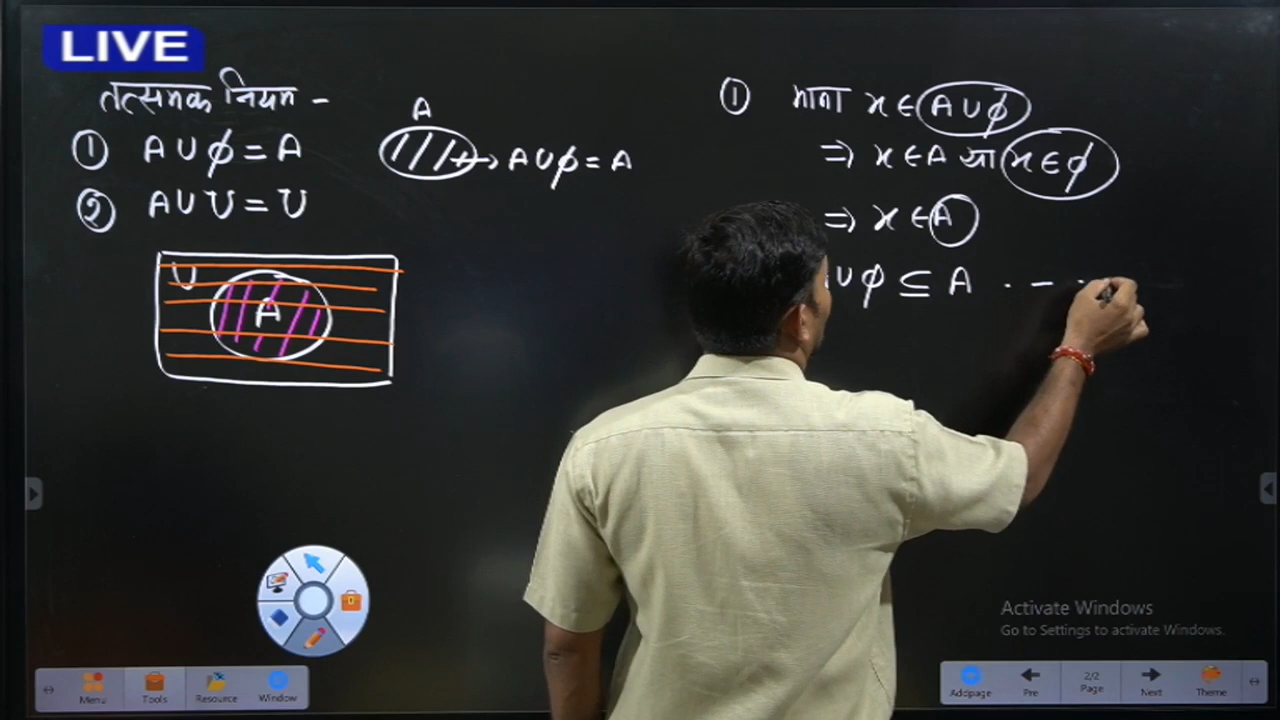 LIVE
तत्समक नियम -
① A ∪ ϕ = A
② A ∪ U = U
A
A ∪ ϕ = A
U
A
① माना x ∈ A ∪ ϕ
⇒ x ∈ A या x ∈ ϕ
⇒ x ∈ A
∪ ϕ ⊆ A . - .
Activate Windows
Go to Settings to activate Windows.
Menu Tools Resource Window
Addpage Pre 2/2 Page Next Theme